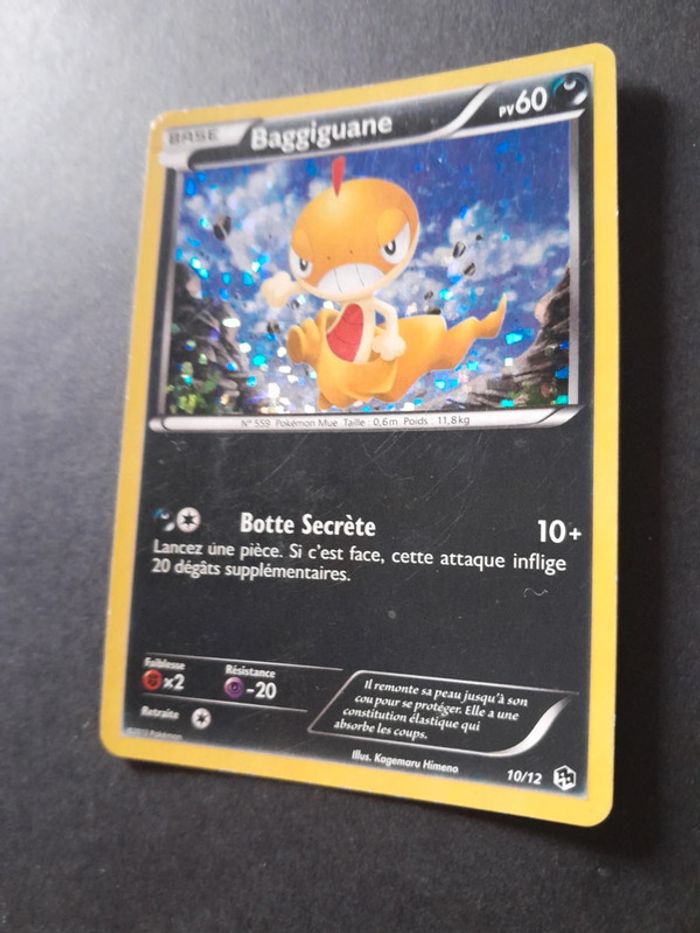 BASE Baggiguane PV60
N° 559 Pokémon Mue Taille : 0,6m Poids : 11,8kg
Botte Secrète 10+
Lancez une pièce. Si c'est face, cette attaque inflige
20 dégâts supplémentaires.
Faiblesse Résistance
x2 -20
Retraite
Il remonte sa peau jusqu'à son
cou pour se protéger. Elle a une
constitution élastique qui
absorbe les coups.
Pokémon
Illus. Kagemaru Himeno
10/12